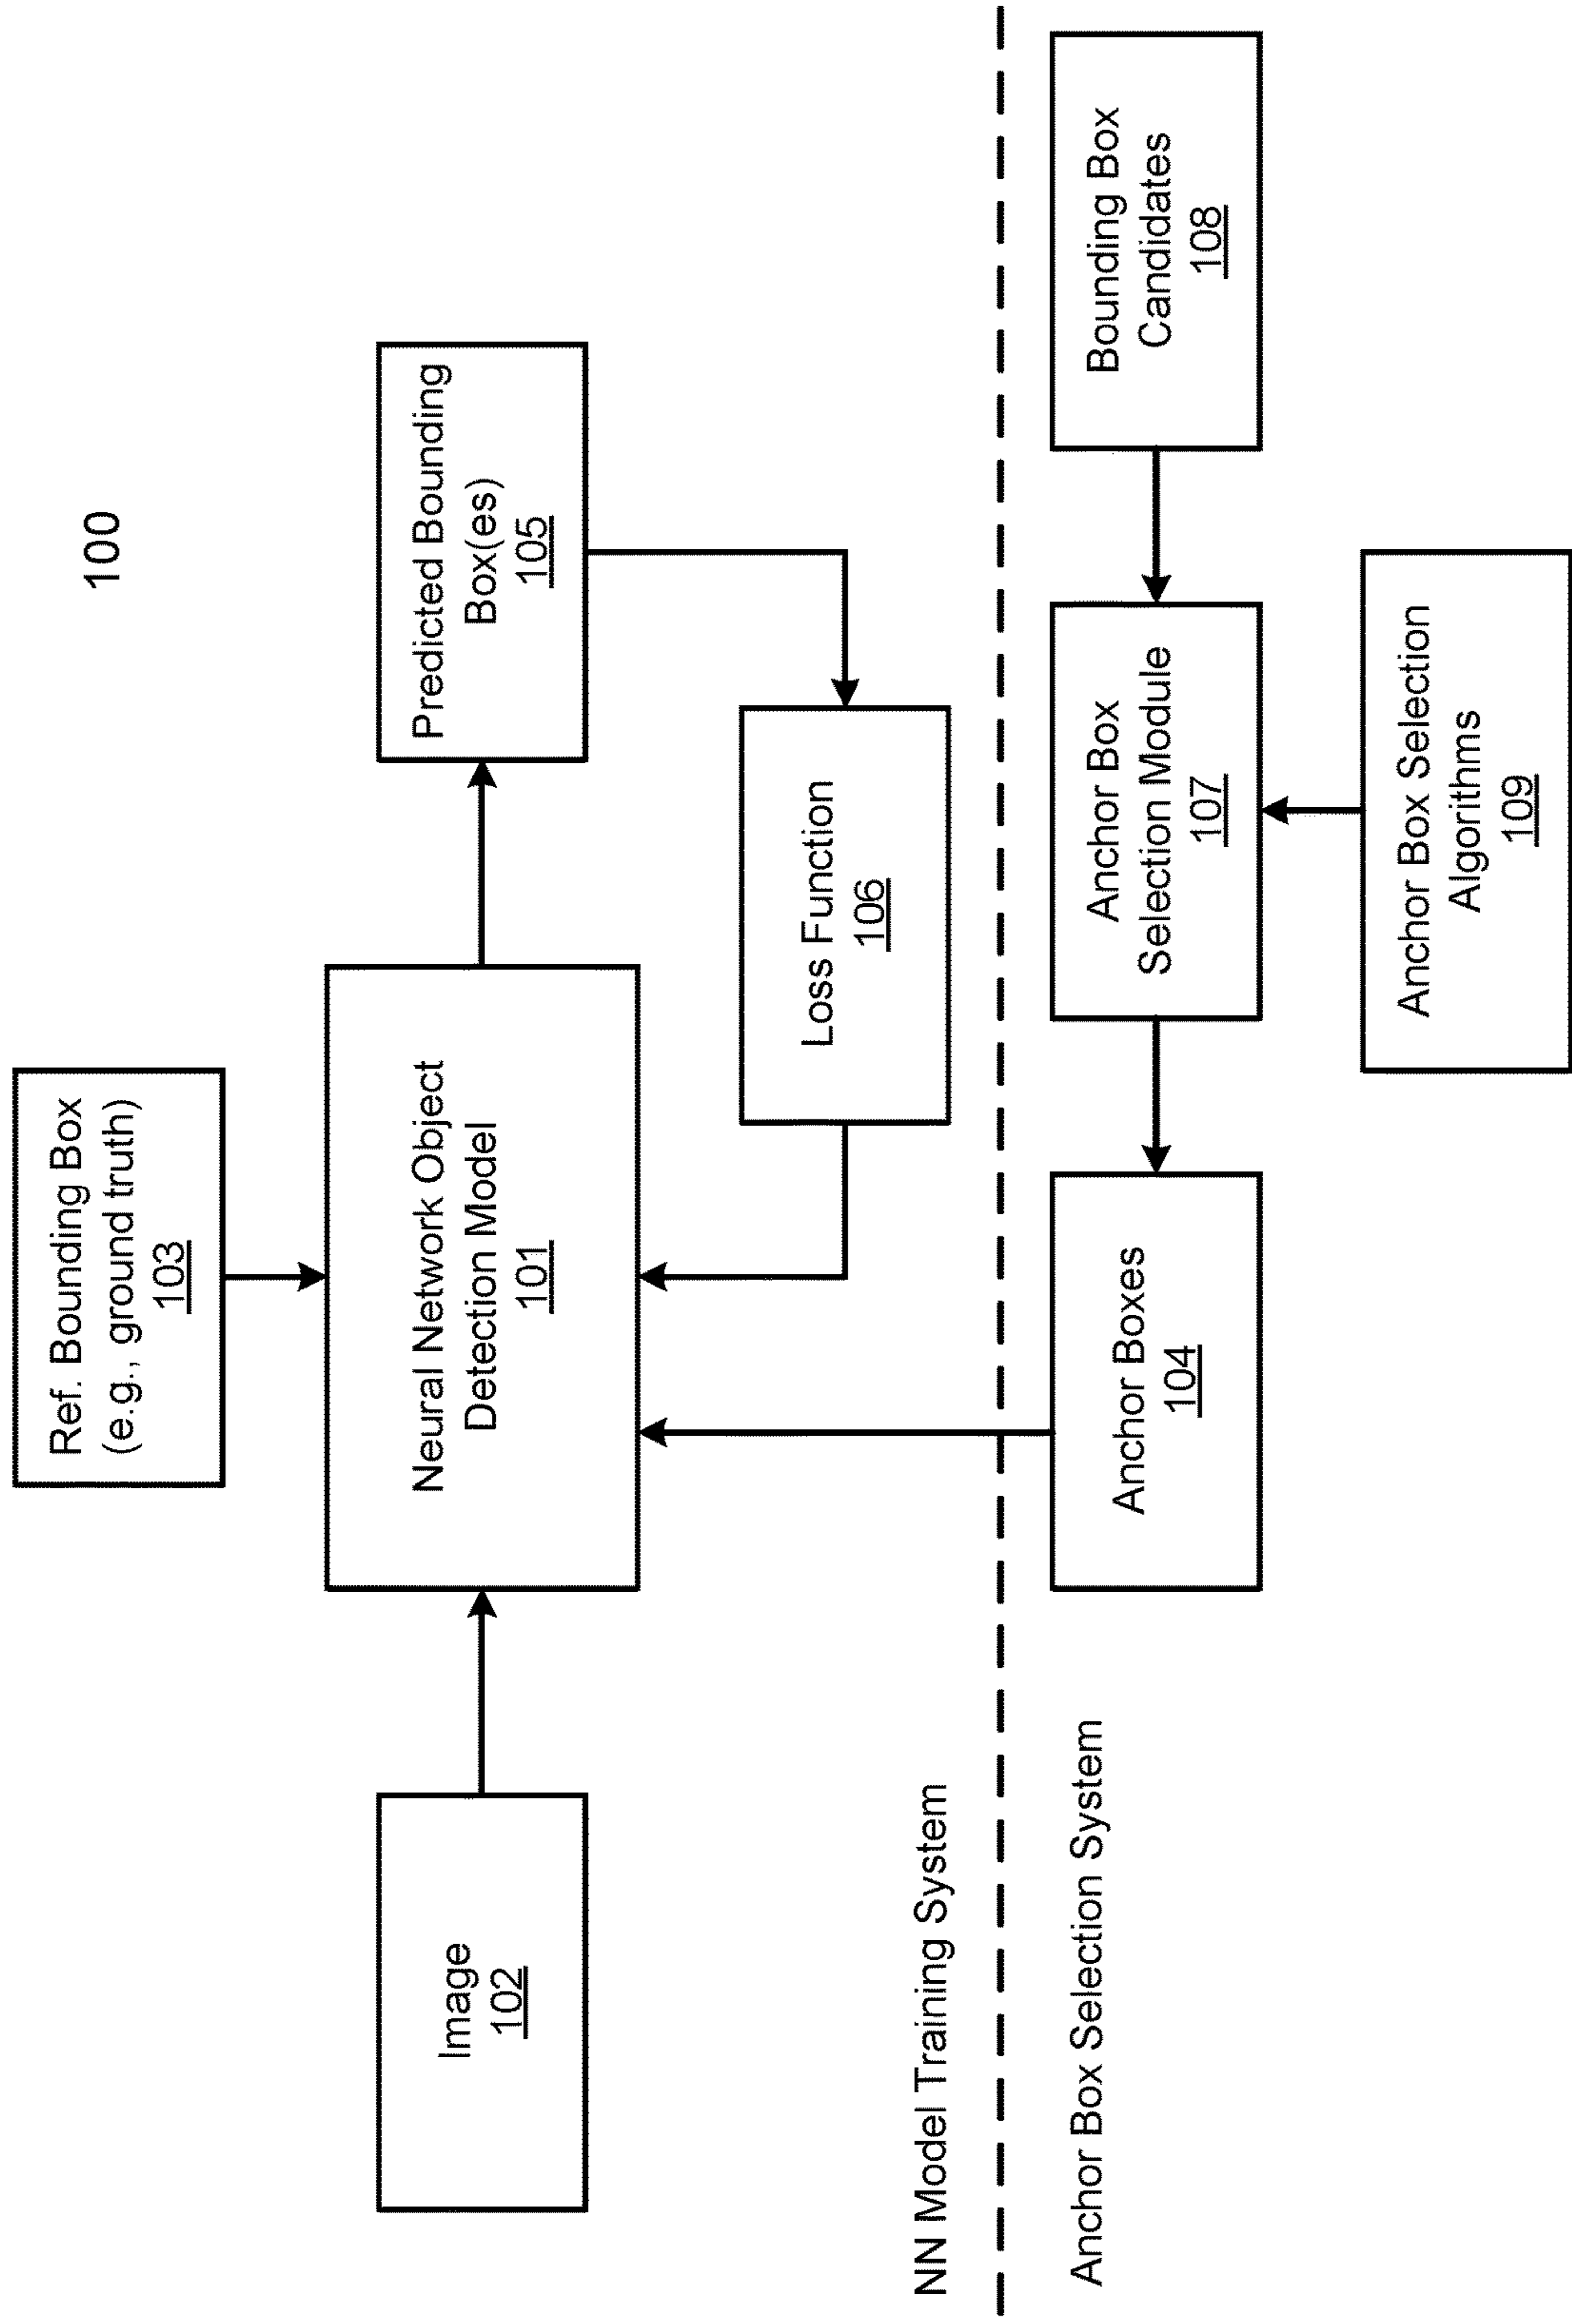 100
Ref. Bounding Box
(e.g., ground truth)
103
Image
102
Neural Network Object
Detection Model
101
Predicted Bounding
Box(es)
105
Loss Function
106
NN Model Training System
Anchor Box Selection System
Anchor Boxes
104
Anchor Box
Selection Module
107
Bounding Box
Candidates
108
Anchor Box Selection
Algorithms
109